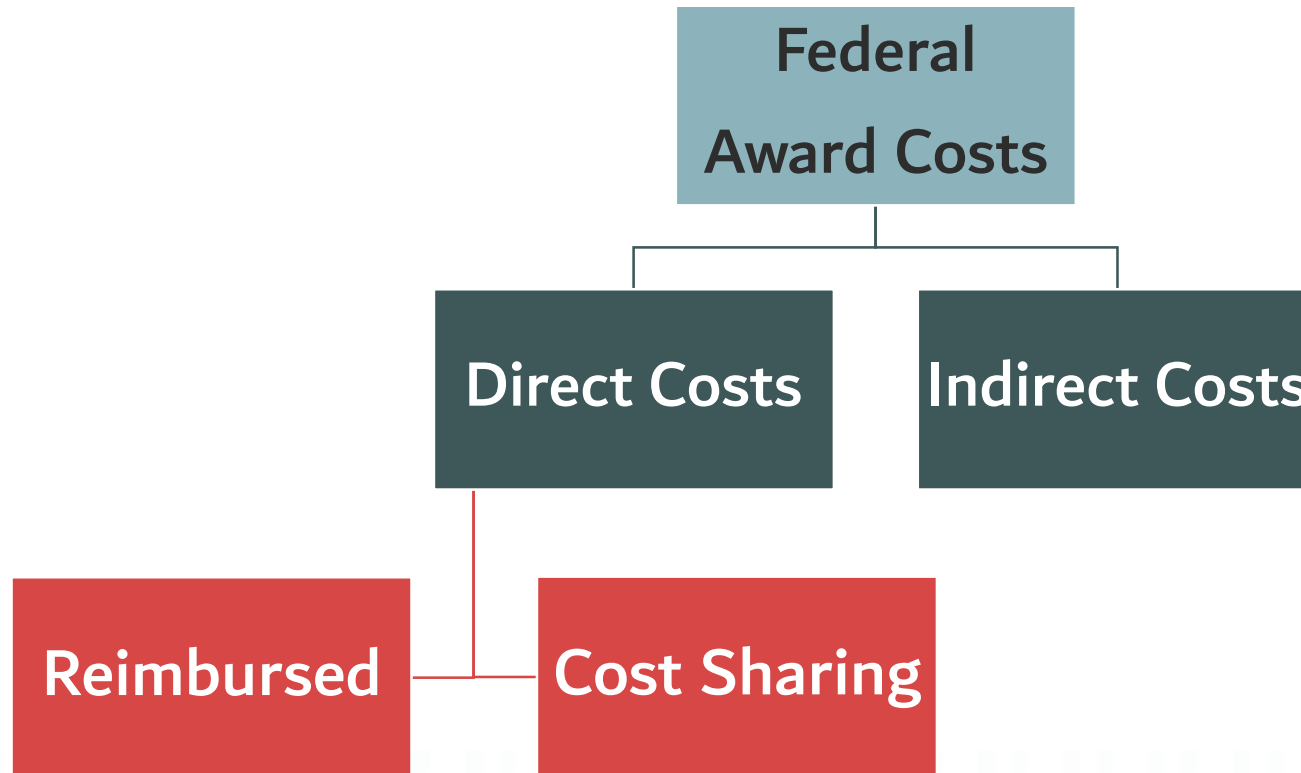 Federal
Award Costs
Direct Costs
Indirect Costs
Reimbursed
Cost Sharing